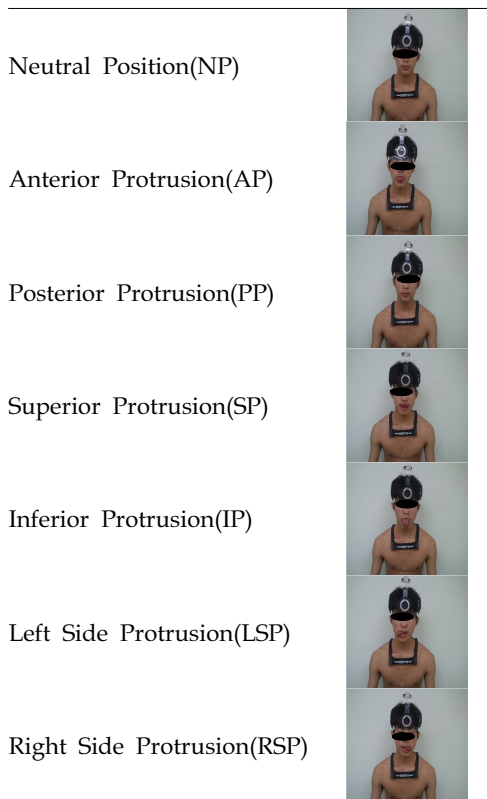 Neutral Position(NP)
Anterior Protrusion(AP)
Posterior Protrusion(PP)
Superior Protrusion(SP)
Inferior Protrusion(IP)
Left Side Protrusion(LSP)
Right Side Protrusion(RSP)